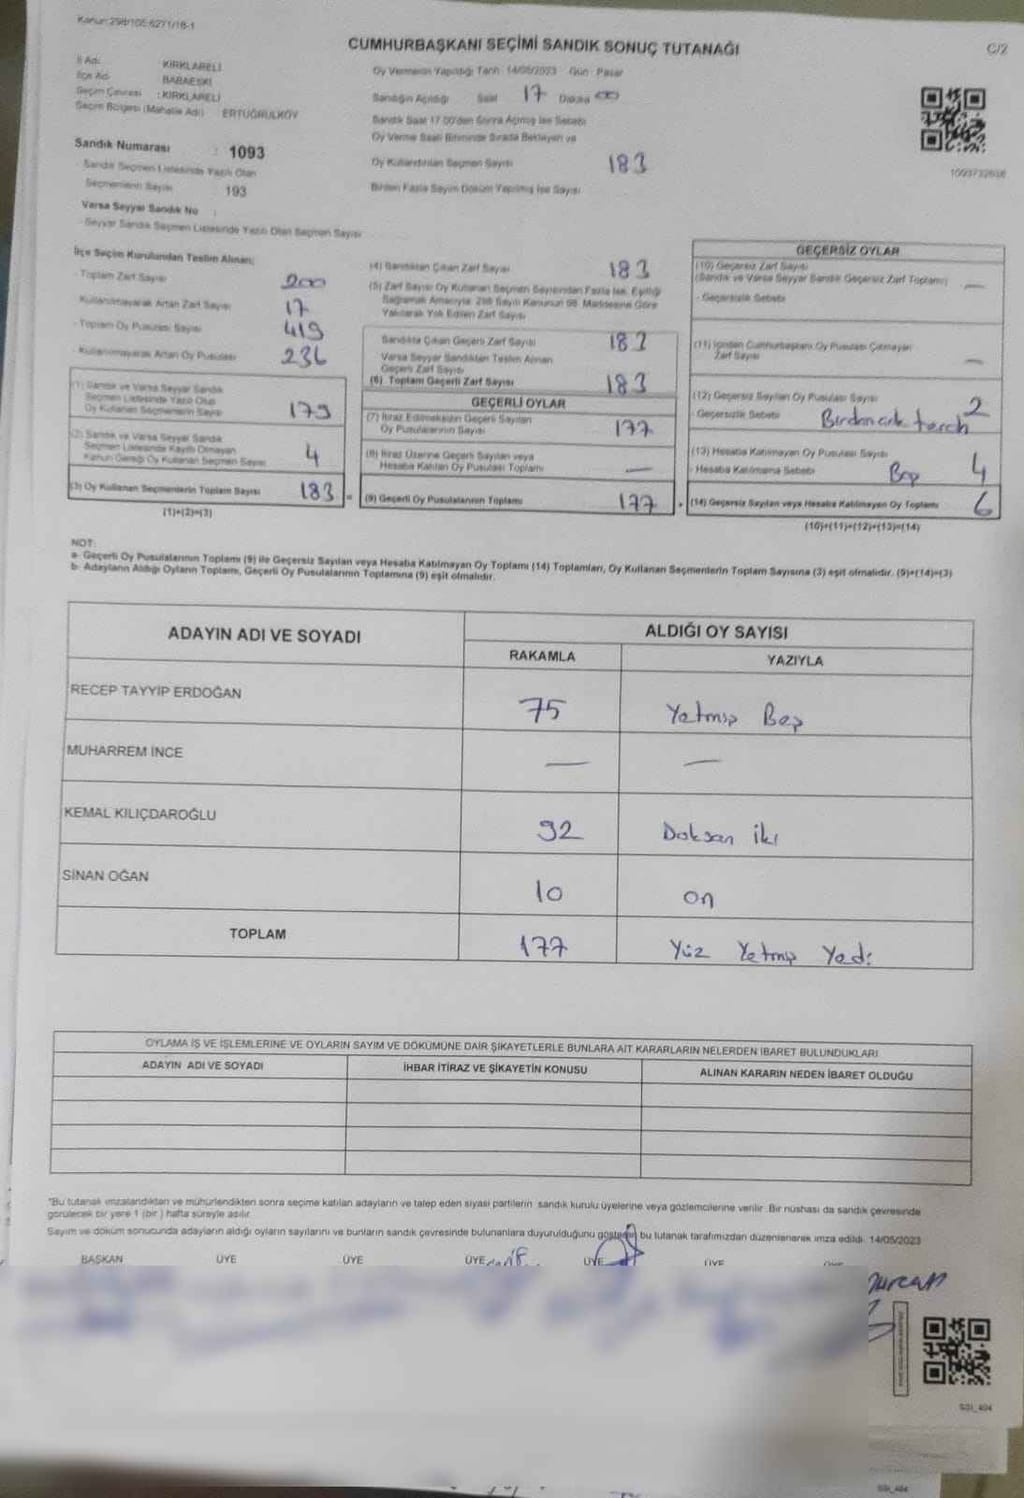 Kanun:298/105 6271/18-1
CUMHURBAŞKANI SEÇİMİ SANDIK SONUÇ TUTANAĞI
C/2
İl Adı KIRKLARELİ
İlçe Adı BABAESKİ
Seçim Çevresi : KIRKLARELİ
Seçim Bölgesi (Mahalle Adı) ERTUĞRULKÖY
Sandık Numarası : 1093
Sandık Seçmen Listesinde Yazılı Olan
Seçmenlerin Sayısı 193
Varsa Seyyar Sandık No :
Seyyar Sandık Seçmen Listesinde Yazılı Olan Seçmen Sayısı
Oy Vermenin Yapıldığı Tarih 14/05/2023 Gün Pazar
Sandığın Açıldığı Saat 17 Dakika 00
Sandık Saat 17.00'den Sonra Açılmış İse Sebebi
Oy Verme Saati Bitiminde Sırada Bekleyen ve
Oy Kullandırılan Seçmen Sayısı 183
Birden Fazla Sayım Döküm Yapılmış İse Sayısı
İlçe Seçim Kurulundan Teslim Alınan;
- Toplam Zarf Sayısı 200
Kullanılmayarak Artan Zarf Sayısı 17
- Toplam Oy Pusulası Sayısı 419
- Kullanılmayarak Artan Oy Pusulası 236
(1) Sandık ve Varsa Seyyar Sandık
Seçmen Listesinde Yazılı Olup
Oy Kullanan Seçmenlerin Sayısı 179
(2) Sandık ve Varsa Seyyar Sandık
Seçmen Listesinde Kayıtlı Olmayan
Kanun Gereği Oy Kullanan Seçmen Sayısı 4
(3) Oy Kullanan Seçmenlerin Toplam Sayısı 183 =
(1)+(2)=(3)
(4) Sandıktan Çıkan Zarf Sayısı 183
(5) Zarf Sayısı Oy Kullanan Seçmen Sayısından Fazla İse, Eşitliği
Sağlamak Amacıyla 298 Sayılı Kanunun 98. Maddesine Göre
Yakılarak Yok Edilen Zarf Sayısı
Sandıkta Çıkan Geçerli Zarf Sayısı 183
Varsa Seyyar Sandıktan Teslim Alınan
Geçerli Zarf Sayısı
(6) Toplam Geçerli Zarf Sayısı 183
GEÇERLİ OYLAR
(7) İtiraz Edilmeksizin Geçerli Sayılan
Oy Pusulalarının Sayısı 177
(8) İtiraz Üzerine Geçerli Sayılan veya
Hesaba Katılan Oy Pusulası Toplamı —
(9) Geçerli Oy Pusulalarının Toplamı 177 +
1093732638
GEÇERSİZ OYLAR
(10) Geçersiz Zarf Sayısı
(Sandık ve Varsa Seyyar Sandık Geçersiz Zarf Toplamı) —
- Geçersizlik Sebebi
(11) İçinden Cumhurbaşkanı Oy Pusulası Çıkmayan
Zarf Sayısı —
(12) Geçersiz Sayılan Oy Pusulası Sayısı 2
- Geçersizlik Sebebi
(13) Hesaba Katılmayan Oy Pusulası Sayısı 4
- Hesaba Katılmama Sebebi Boş
(14) Geçersiz Sayılan veya Hesaba Katılmayan Oy Toplamı 6
(10)+(11)+(12)+(13)=(14)
NOT:
a- Geçerli Oy Pusulalarının Toplamı (9) ile Geçersiz Sayılan veya Hesaba Katılmayan Oy Toplamı (14) Toplamları, Oy Kullanan Seçmenlerin Toplam Sayısına (3) eşit olmalıdır. (9)+(14)=(3)
b- Adayların Aldığı Oyların Toplamı, Geçerli Oy Pusulalarının Toplamına (9) eşit olmalıdır.
ADAYIN ADI VE SOYADI ALDIĞI OY SAYISI
RAKAMLA YAZIYLA
RECEP TAYYİP ERDOĞAN 75 Yetmiş Beş
MUHARREM İNCE — —
KEMAL KILIÇDAROĞLU 92 Doksan iki
SİNAN OĞAN 10 on
TOPLAM 177 Yüz Yetmiş Yedi
OYLAMA İŞ VE İŞLEMLERİNE VE OYLARIN SAYIM VE DÖKÜMÜNE DAİR ŞİKAYETLERLE BUNLARA AİT KARARLARIN NELERDEN İBARET BULUNDUKLARI
ADAYIN ADI VE SOYADI İHBAR İTİRAZ VE ŞİKAYETİN KONUSU ALINAN KARARIN NEDEN İBARET OLDUĞU
*Bu tutanak imzalandıktan ve mühürlendikten sonra seçime katılan adayların ve talep eden siyasi partilerin sandık kurulu üyelerine veya gözlemcilerine verilir. Bir nüshası da sandık çevresinde
görülecek bir yere 1 (bir) hafta süreyle asılır.
Sayım ve döküm sonucunda adayların aldığı oyların sayılarını ve bunların sandık çevresinde bulunanlara duyurulduğunu gösteren bu tutanak tarafımızdan düzenlenerek imza edildi. 14/05/2023
BAŞKAN ÜYE ÜYE ÜYE ÜYE ÜYE
SSI_404
SSI_404